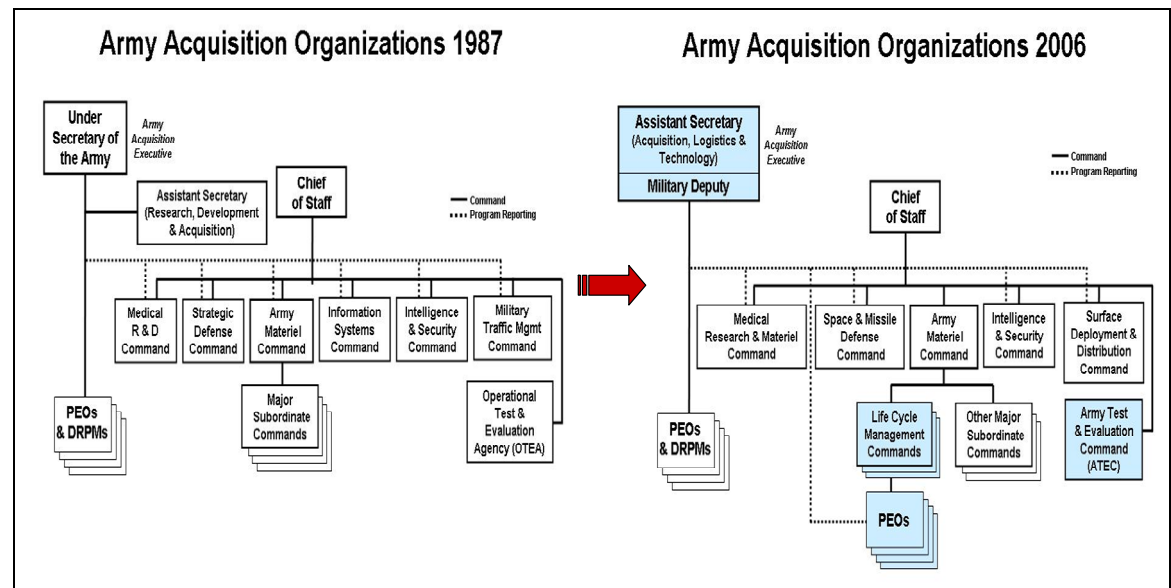 Army Acquisition Organizations 1987
Under
Secretary of
the Army
Army
Acquisition
Executive
Assistant Secretary
(Research, Development
& Acquisition)
Chief
of Staff
Command
Program Reporting
Medical
R & D
Command
Strategic
Defense
Command
Army
Materiel
Command
Information
Systems
Command
Intelligence
& Security
Command
Military
Traffic Mgmt
Command
PEOs
& DRPMs
Major
Subordinate
Commands
Operational
Test &
Evaluation
Agency (OTEA)
Army Acquisition Organizations 2006
Assistant Secretary
(Acquisition, Logistics &
Technology)
Military Deputy
Army
Acquisition
Executive
Chief
of Staff
Command
Program Reporting
Medical
Research & Materiel
Command
Space & Missile
Defense
Command
Army
Materiel
Command
Intelligence
& Security
Command
Surface
Deployment &
Distribution
Command
PEOs
& DRPMs
Life Cycle
Management
Commands
Other Major
Subordinate
Commands
Army Test
& Evaluation
Command
(ATEC)
PEOs